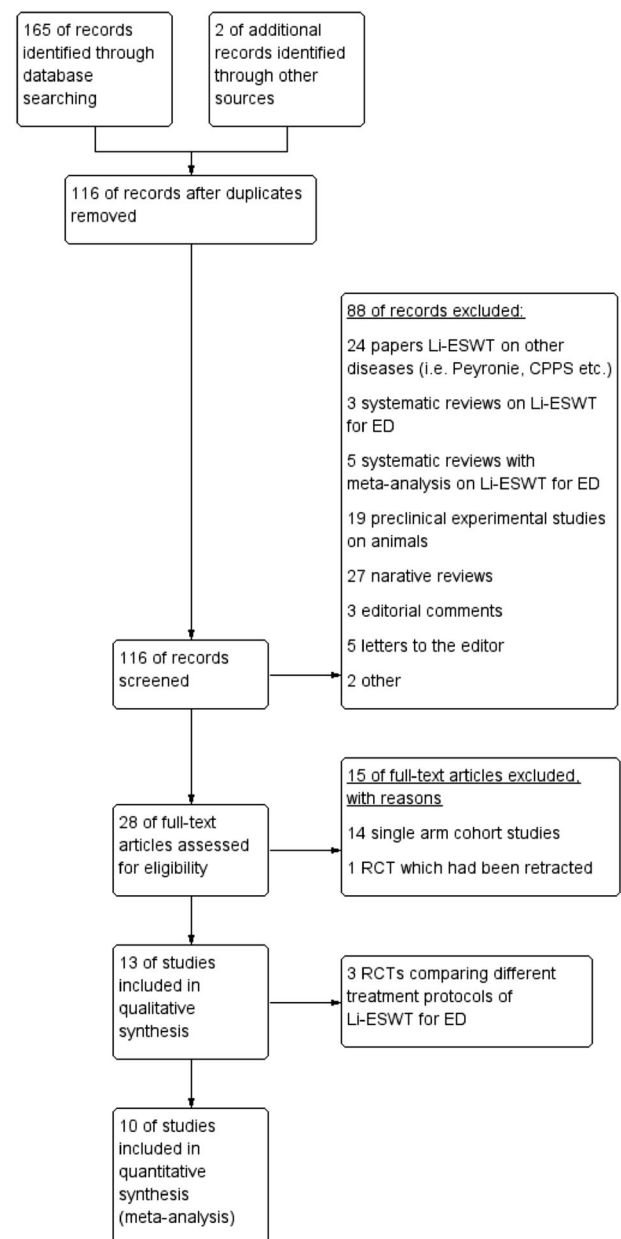 165 of records
identified through
database
searching
2 of additional
records identified
through other
sources
116 of records after duplicates
removed
88 of records excluded:
24 papers Li-ESWT on other
diseases (i.e. Peyronie, CPPS etc.)
3 systematic reviews on Li-ESWT
for ED
5 systematic reviews with
meta-analysis on Li-ESWT for ED
19 preclinical experimental studies
on animals
27 narative reviews
3 editorial comments
5 letters to the editor
2 other
116 of records
screened
15 of full-text articles excluded,
with reasons
14 single arm cohort studies
1 RCT which had been retracted
28 of full-text
articles assessed
for eligibility
13 of studies
included in
qualitative
synthesis
3 RCTs comparing different
treatment protocols of
Li-ESWT for ED
10 of studies
included in
quantitative
synthesis
(meta-analysis)